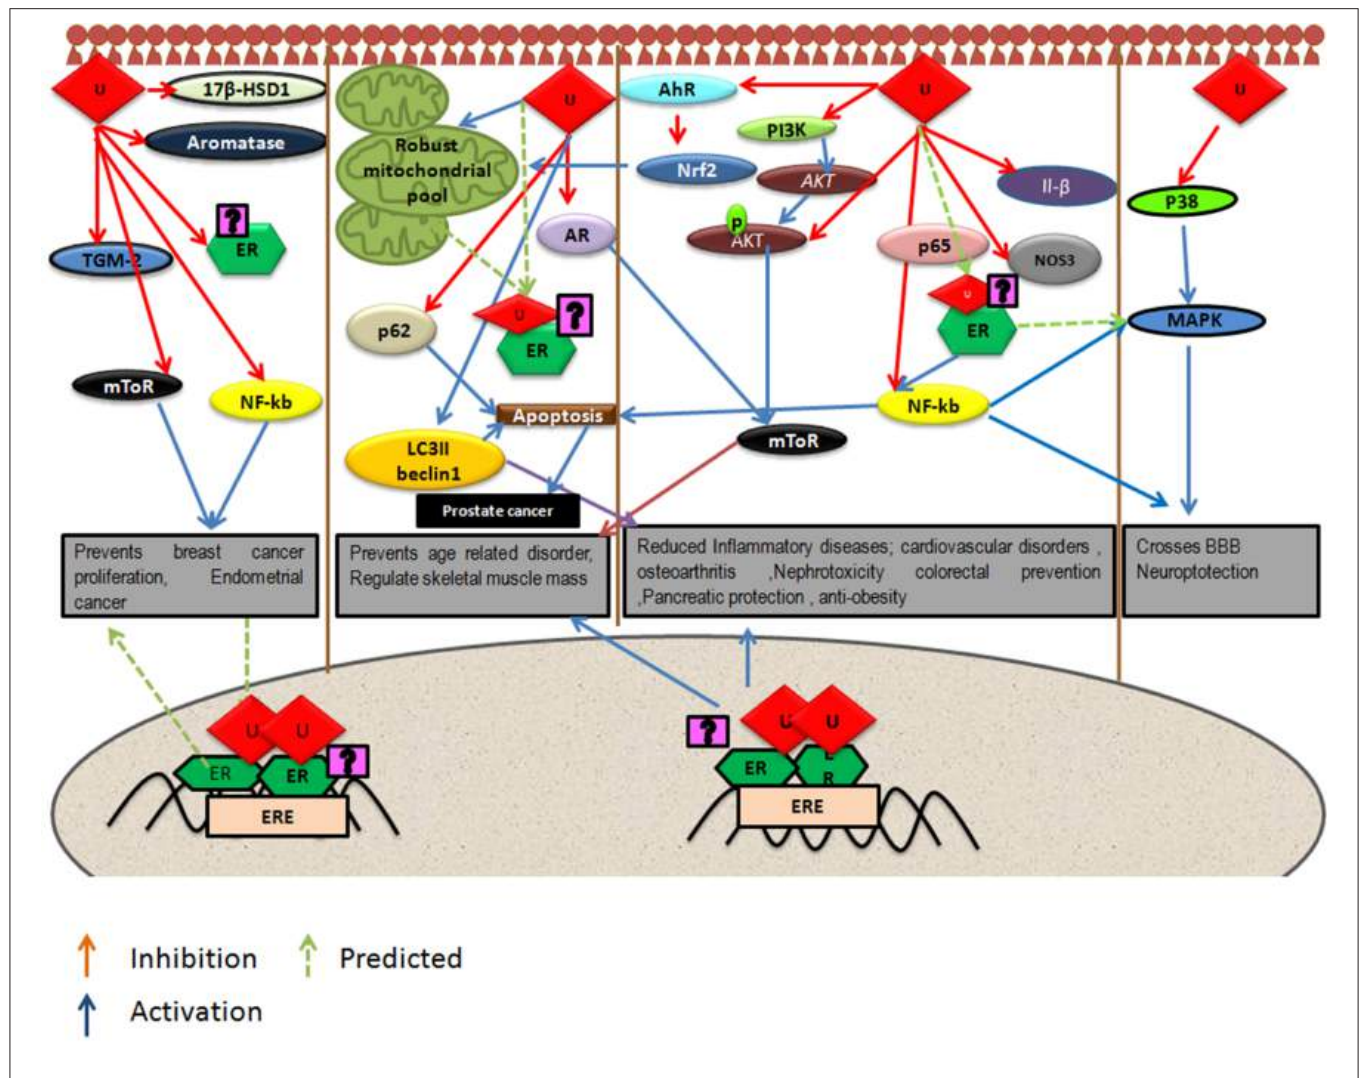 U
17β-HSD1
Aromatase
?
ER
TGM-2
mToR
NF-kb
Prevents breast cancer
proliferation, Endometrial
cancer
U
Robust
mitochondrial
pool
AR
p62
U
?
ER
Apoptosis
LC3II
beclin1
Prostate cancer
Prevents age related disorder,
Regulate skeletal muscle mass
AhR
U
PI3K
Nrf2
AKT
Il-β
P
AKT
p65
NOS3
U
?
ER
NF-kb
mToR
Reduced Inflammatory diseases; cardiovascular disorders ,
osteoarthritis ,Nephrotoxicity colorectal prevention
,Pancreatic protection , anti-obesity
U
P38
MAPK
Crosses BBB
Neuroptotection
U U
ER ER ?
ERE
? U U
ER
E
R
ERE
Inhibition
Predicted
Activation